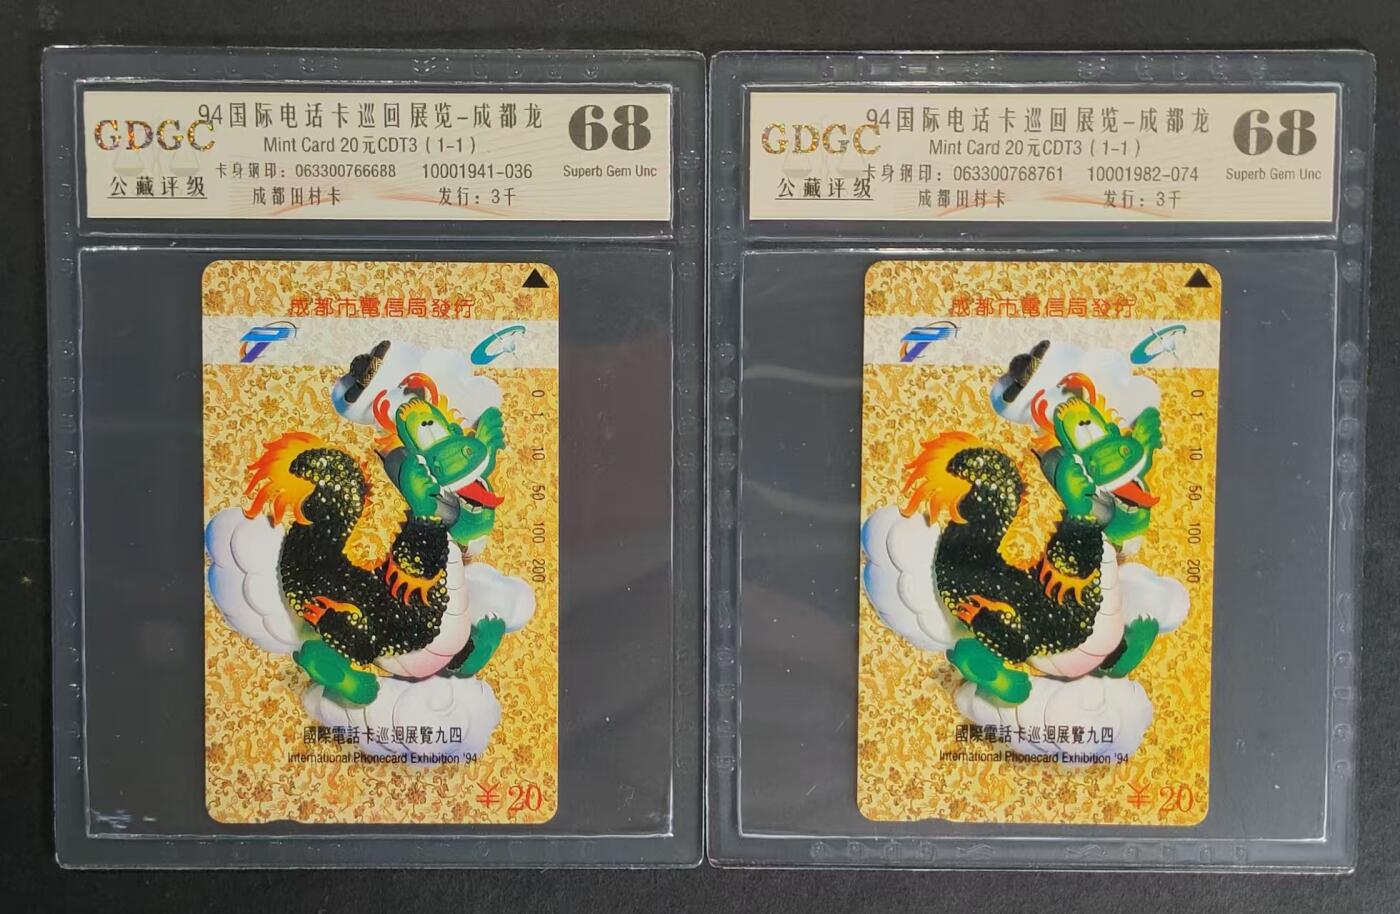 94国际电话卡巡回展览-成都龙
GDGC
68
Mint Card 20元CDT3 ( 1-1 )
卡身钢印: 063300766688 10001941-036
Superb Gem Unc
公藏评级
成都田村卡 发行: 3千
成都市電信局發行
0 1 10 50 100 200
國際電話卡巡迴展覽九四
International Phonecard Exhibition '94
¥20
94国际电话卡巡回展览-成都龙
GDGC
68
Mint Card 20元CDT3 ( 1-1 )
卡身钢印: 063300768761 10001982-074
Superb Gem Unc
公藏评级
成都田村卡 发行: 3千
成都市電信局發行
0 1 10 50 100 200
國際電話卡巡迴展覽九四
International Phonecard Exhibition '94
¥20